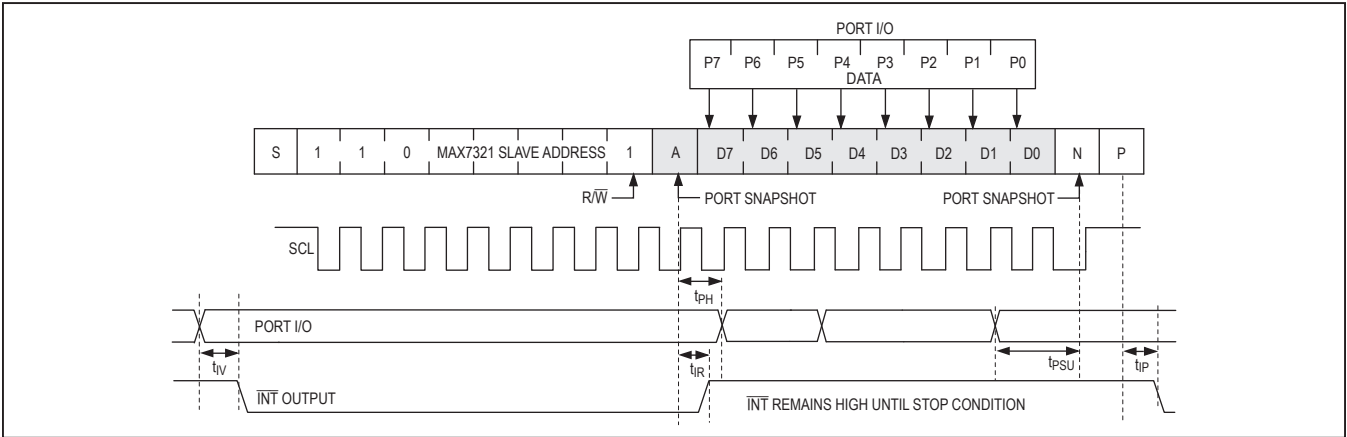 PORT I/O
P7 P6 P5 P4 P3 P2 P1 P0
DATA
S 1 1 0 MAX7321 SLAVE ADDRESS 1 A D7 D6 D5 D4 D3 D2 D1 D0 N P
R/W̅ PORT SNAPSHOT PORT SNAPSHOT
SCL
tPH
PORT I/O
tIV tIR tPSU tIP
I̅N̅T̅ OUTPUT I̅N̅T̅ REMAINS HIGH UNTIL STOP CONDITION